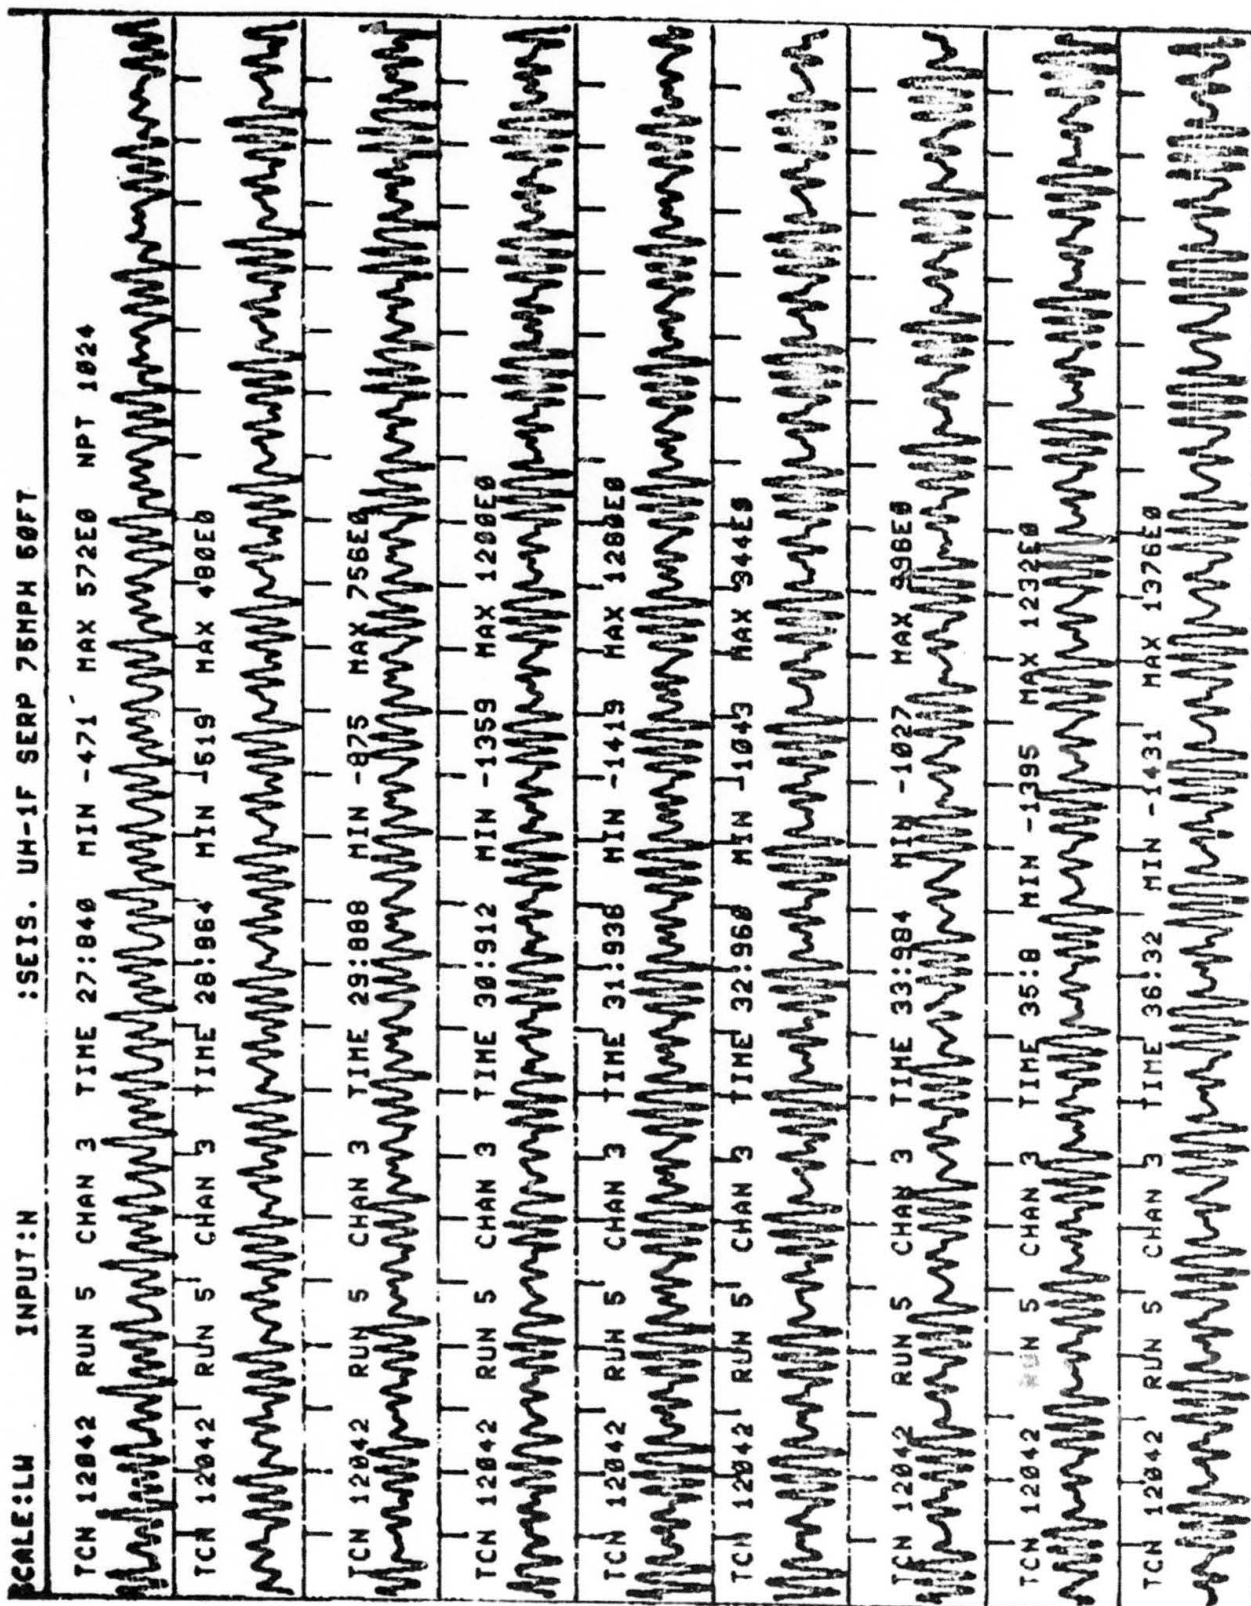 SCALE:LW INPUT:N :SEIS. UH-1F SERP 75MPH 50FT
TCN 12042 RUN 5 CHAN 3 TIME 27:840 MIN -471 MAX 572E0 NPT 1024
TCN 12042 RUN 5 CHAN 3 TIME 28:864 MIN -519 MAX 480E0
TCN 12042 RUN 5 CHAN 3 TIME 29:888 MIN -875 MAX 756E0
TCN 12042 RUN 5 CHAN 3 TIME 30:912 MIN -1359 MAX 1200E0
TCN 12042 RUN 5 CHAN 3 TIME 31:936 MIN -1419 MAX 1280E0
TCN 12042 RUN 5 CHAN 3 TIME 32:960 MIN -1043 MAX 944E0
TCN 12042 RUN 5 CHAN 3 TIME 33:984 MIN -1027 MAX 996E0
TCN 12042 RUN 5 CHAN 3 TIME 35:8 MIN -1395 MAX 1232E0
TCN 12042 RUN 5 CHAN 3 TIME 36:32 MIN -1431 MAX 1376E0